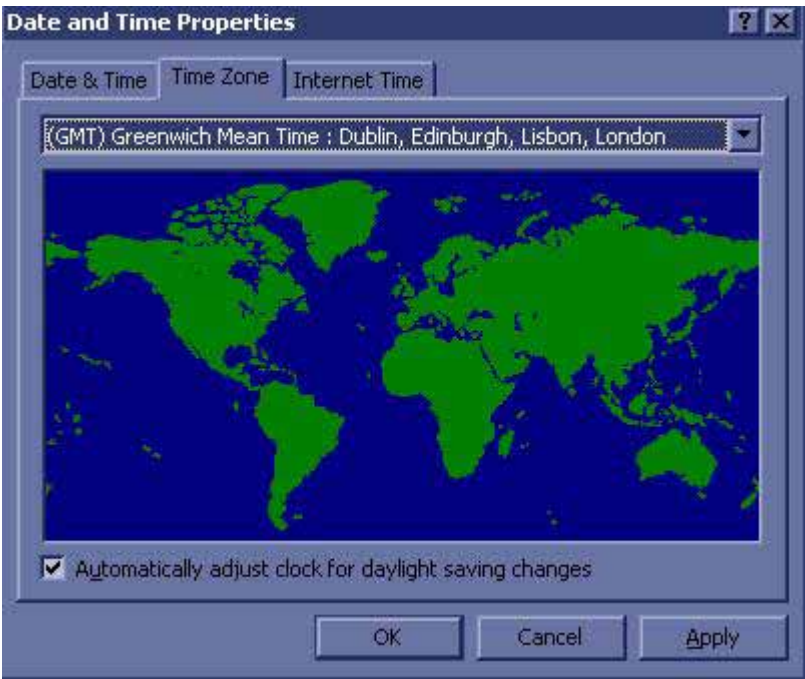 Date and Time Properties
Date & Time Time Zone Internet Time
(GMT) Greenwich Mean Time : Dublin, Edinburgh, Lisbon, London
Automatically adjust clock for daylight saving changes
OK Cancel Apply